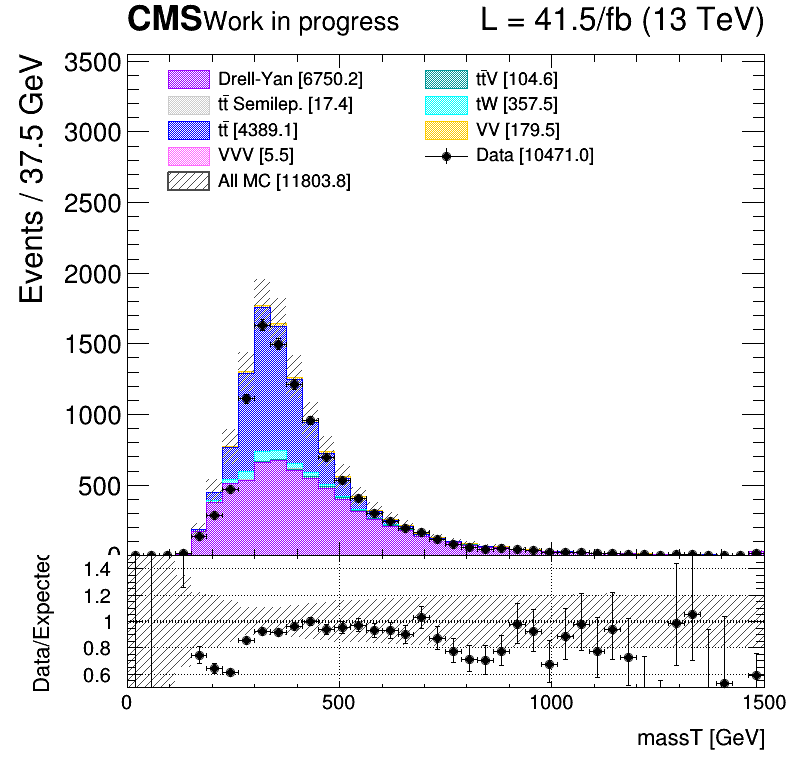 CMS Work in progress L = 41.5/fb (13 TeV)
Events / 37.5 GeV
3500
3000
2500
2000
1500
1000
500
0
Drell-Yan [6750.2]
tt̄ Semilep. [17.4]
tt̄ [4389.1]
VVV [5.5]
All MC [11803.8]
tt̄V [104.6]
tW [357.5]
VV [179.5]
Data [10471.0]
Data/Expected
1.4
1.2
1
0.8
0.6
0 500 1000 1500
massT [GeV]